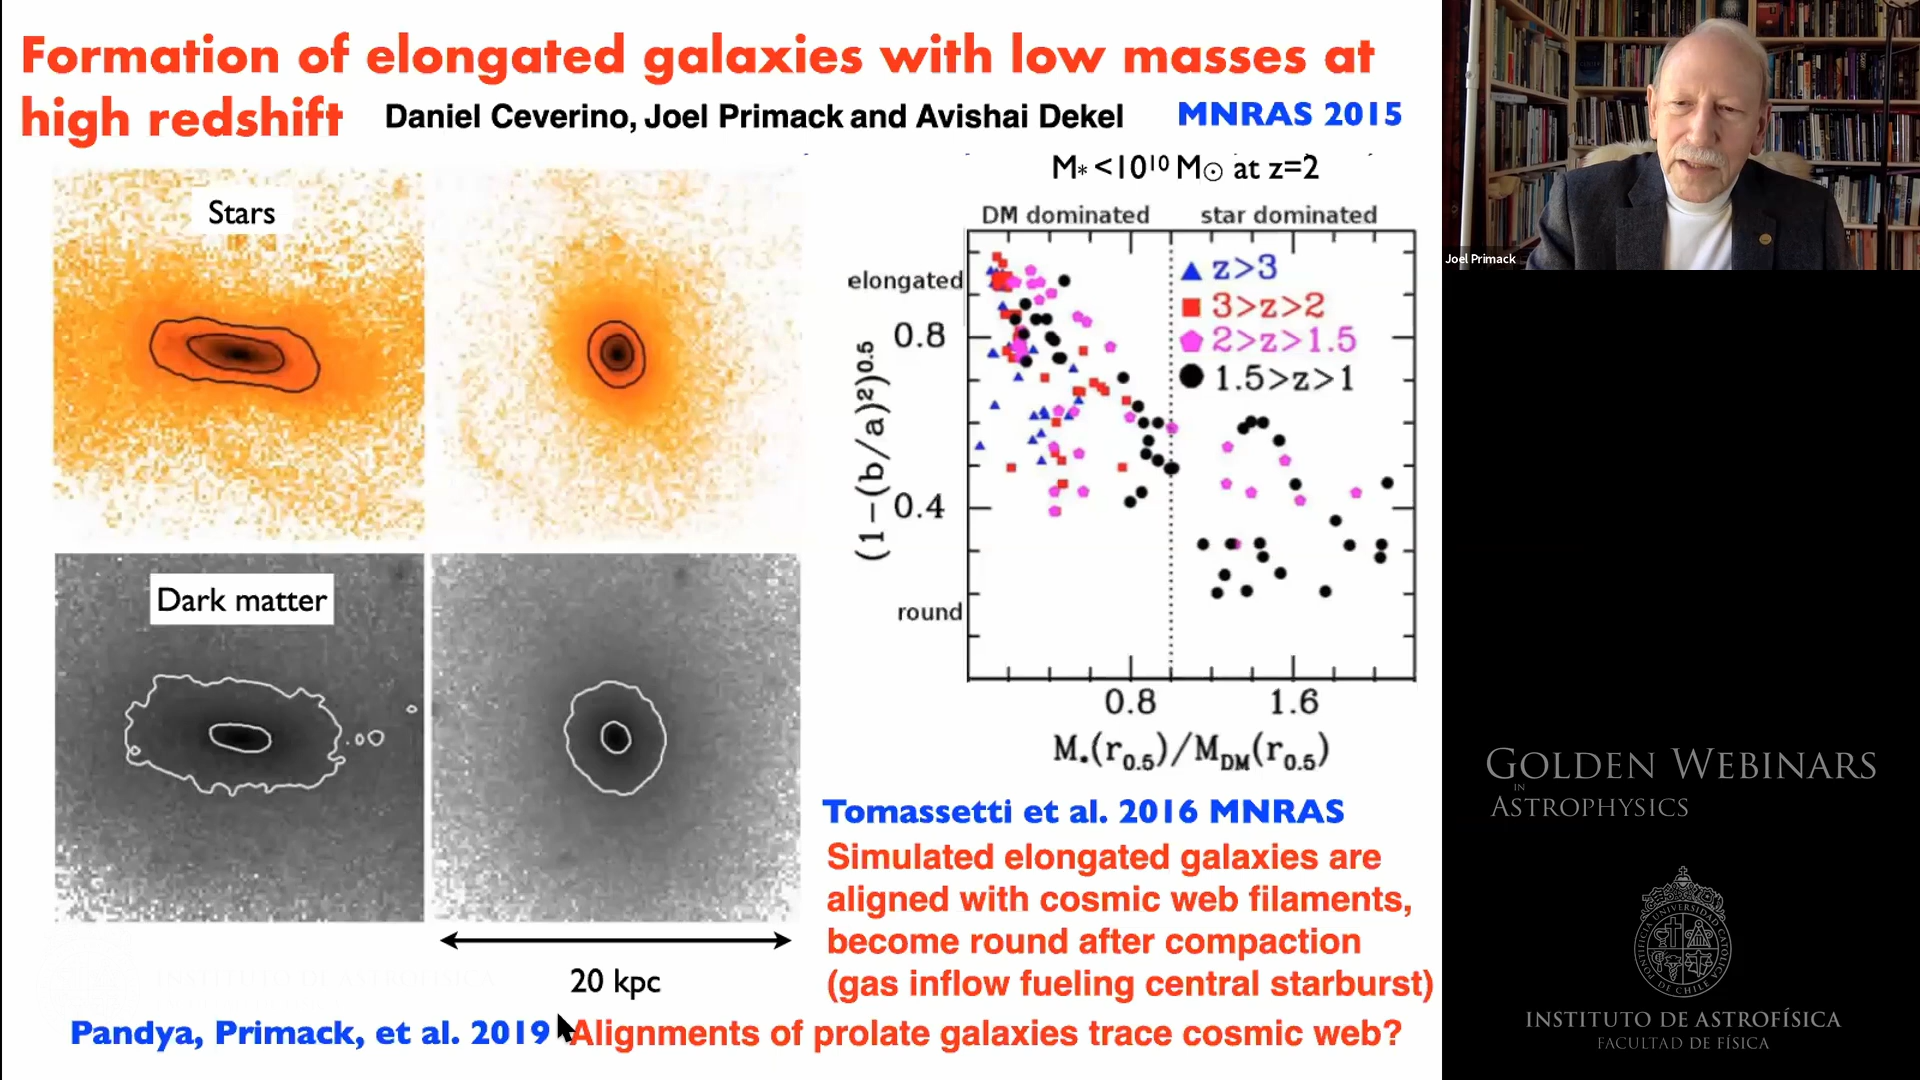 Formation of elongated galaxies with low masses at
high redshift
Daniel Ceverino, Joel Primack and Avishai Dekel
MNRAS 2015
Stars
Dark matter
20 kpc
M* <10¹⁰ M☉ at z=2
DM dominated
star dominated
elongated
0.8
0.4
round
(1−(b/a)²)⁰·⁵
z>3
3>z>2
2>z>1.5
1.5>z>1
0.8
1.6
M*(r0.5)/MDM(r0.5)
Tomassetti et al. 2016 MNRAS
Simulated elongated galaxies are
aligned with cosmic web filaments,
become round after compaction
(gas inflow fueling central starburst)
Pandya, Primack, et al. 2019
Alignments of prolate galaxies trace cosmic web?
Joel Primack
GOLDEN WEBINARS
IN
ASTROPHYSICS
INSTITUTO DE ASTROFÍSICA
FACULTAD DE FÍSICA